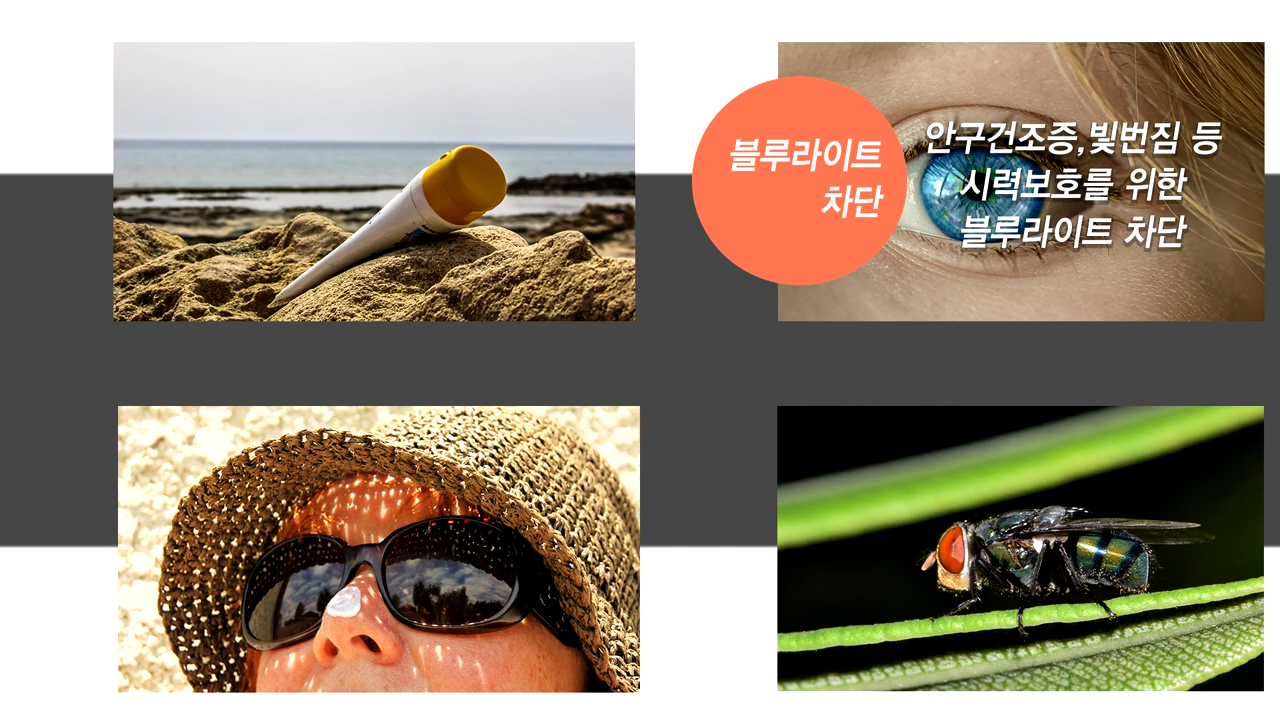 블루라이트
차단
안구건조증,빛번짐 등
시력보호를 위한
블루라이트 차단